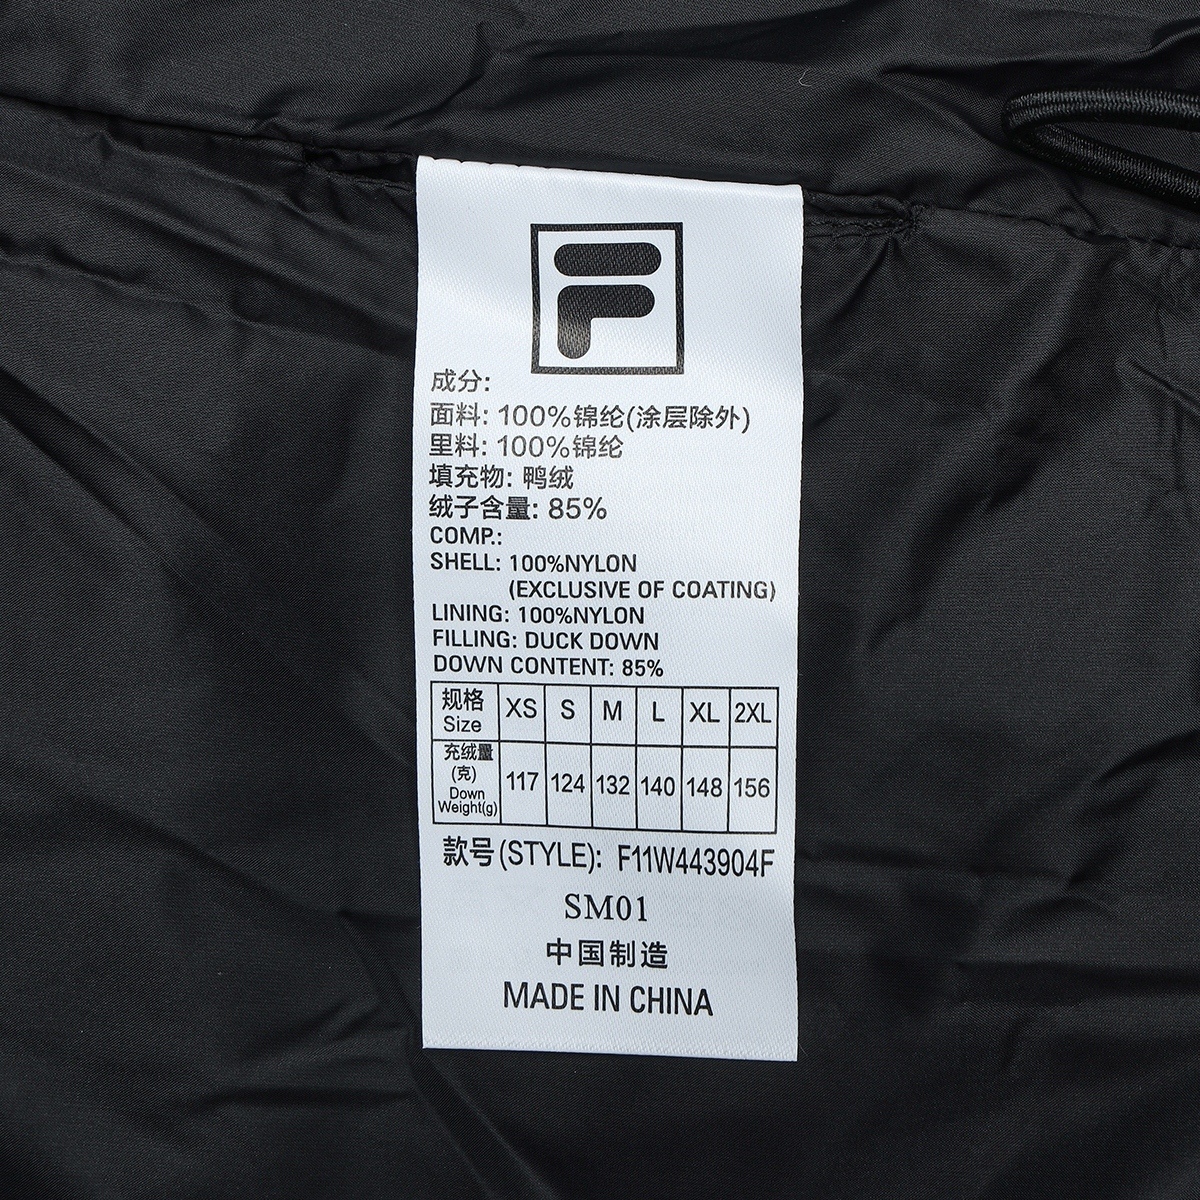 F
成分:
面料: 100%锦纶(涂层除外)
里料: 100%锦纶
填充物: 鸭绒
绒子含量: 85%
COMP.:
SHELL: 100%NYLON
(EXCLUSIVE OF COATING)
LINING: 100%NYLON
FILLING: DUCK DOWN
DOWN CONTENT: 85%
规格 Size XS S M L XL 2XL
充绒量 (克) Down Weight(g) 117 124 132 140 148 156
款号(STYLE): F11W443904F
SM01
中国制造
MADE IN CHINA